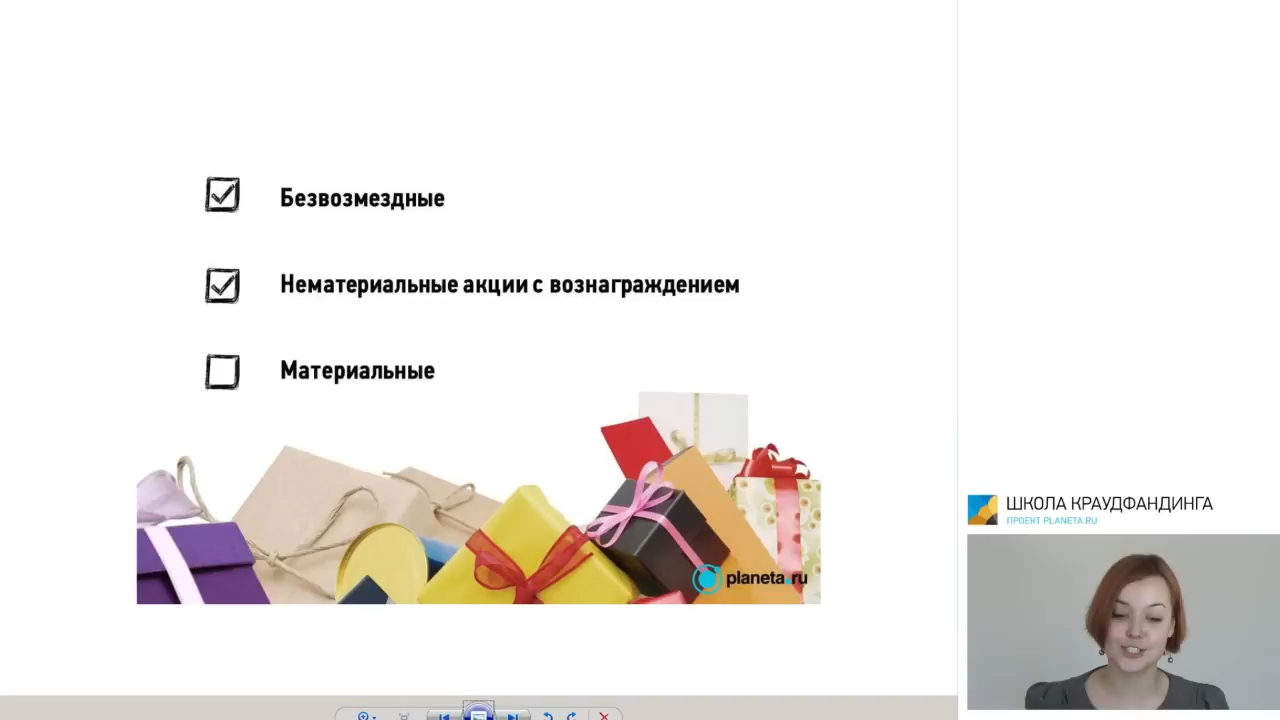 Безвозмездные
Нематериальные акции с вознаграждением
Материальные
planeta.ru
ШКОЛА КРАУДФАНДИНГА
ПРОЕКТ PLANETA.RU